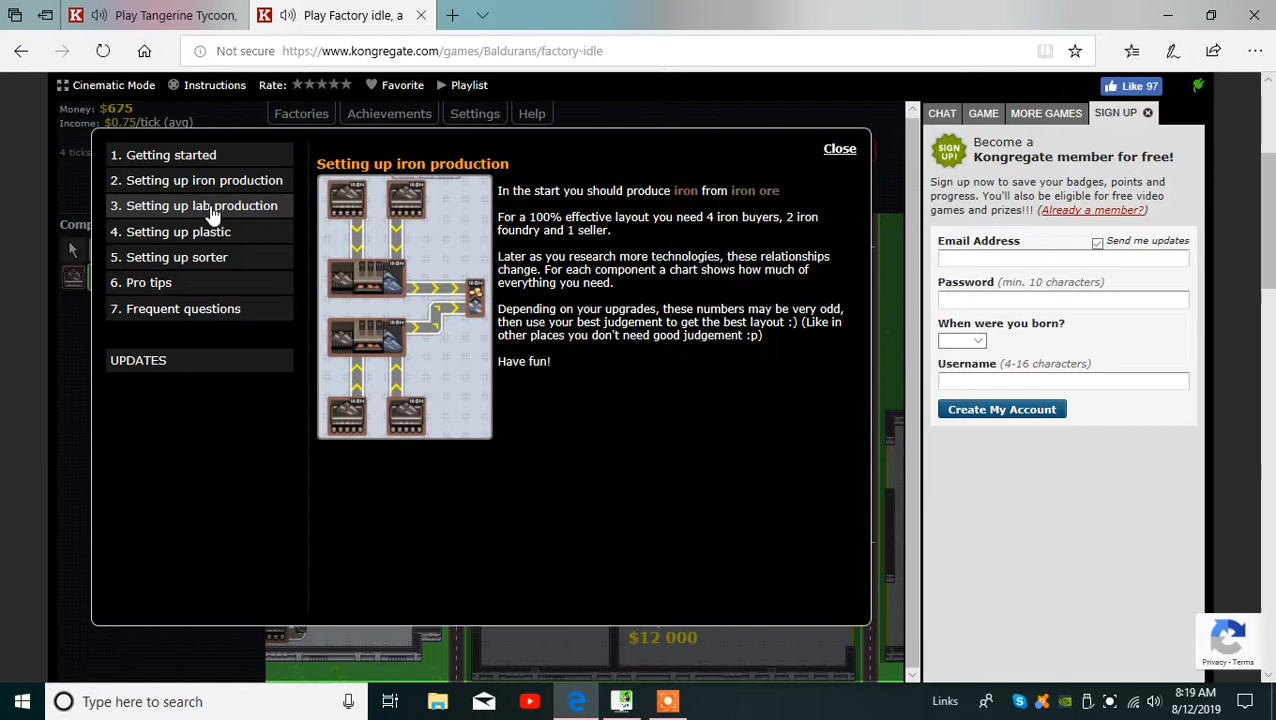 Play Tangerine Tycoon,
Play Factory idle, a
Not secure
https://www.kongregate.com/games/Baldurans/factory-idle
Cinematic Mode
Instructions
Rate:
Favorite
Playlist
Like 97
Money: $675
Income: $0.75/tick (avg)
4 ticks
Factories
Achievements
Settings
Help
CHAT
GAME
MORE GAMES
SIGN UP
Comp
1. Getting started
2. Setting up iron production
3. Setting up lab production
4. Setting up plastic
5. Setting up sorter
6. Pro tips
7. Frequent questions
UPDATES
Setting up iron production
Close
In the start you should produce iron from iron ore
For a 100% effective layout you need 4 iron buyers, 2 iron
foundry and 1 seller.
Later as you research more technologies, these relationships
change. For each component a chart shows how much of
everything you need.
Depending on your upgrades, these numbers may be very odd,
then use your best judgement to get the best layout :) (Like in
other places you don't need good judgement :p)
Have fun!
$12 000
SIGN UP!
Become a
Kongregate member for free!
Sign up now to save your badges, points, and
progress. You'll also be eligible for free video
games and prizes!!! (Already a member?)
Email Address
Send me updates
Password (min. 10 characters)
When were you born?
Username (4-16 characters)
Create My Account
Privacy - Terms
Type here to search
Links
8:19 AM
8/12/2019